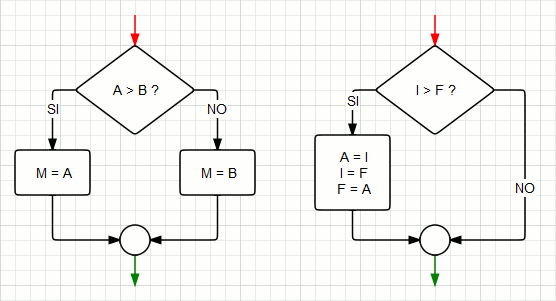 A > B ?
SI
NO
M = A
M = B
I > F ?
SI
A = I
I = F
F = A
NO